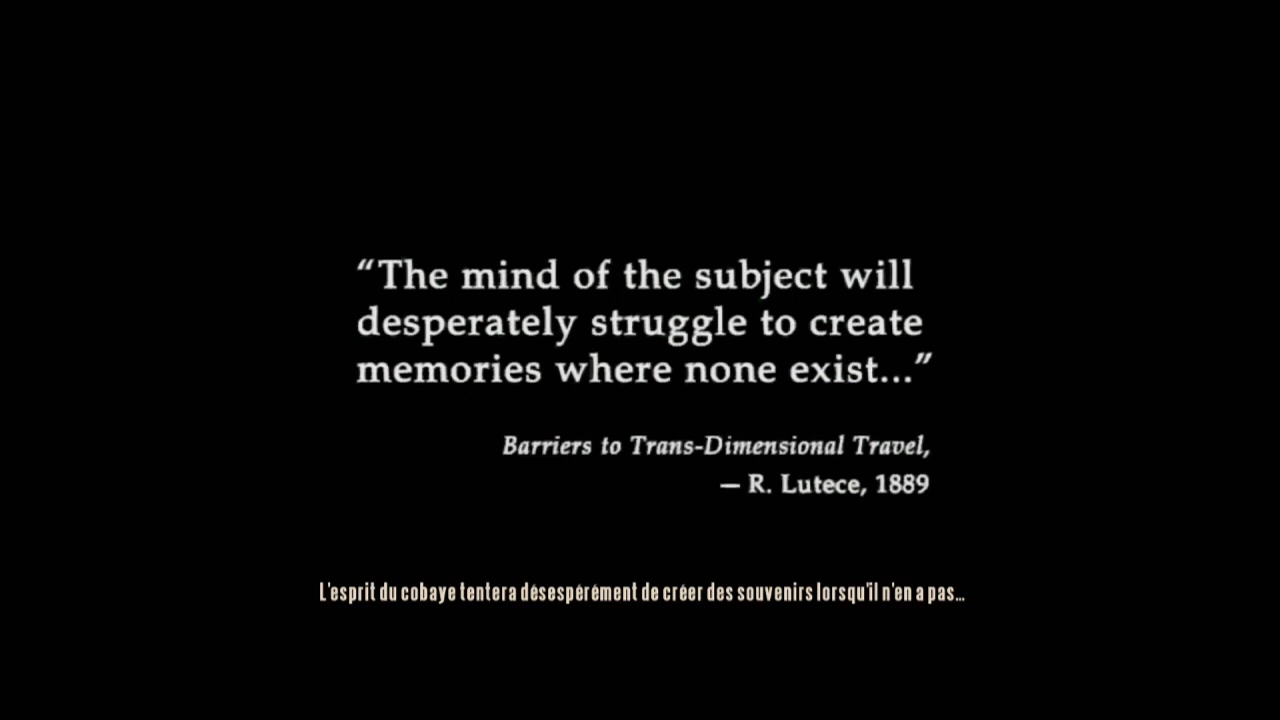 “The mind of the subject will
desperately struggle to create
memories where none exist...”
Barriers to Trans-Dimensional Travel,
— R. Lutece, 1889
L'esprit du cobaye tentera désespérément de créer des souvenirs lorsqu'il n'en a pas...